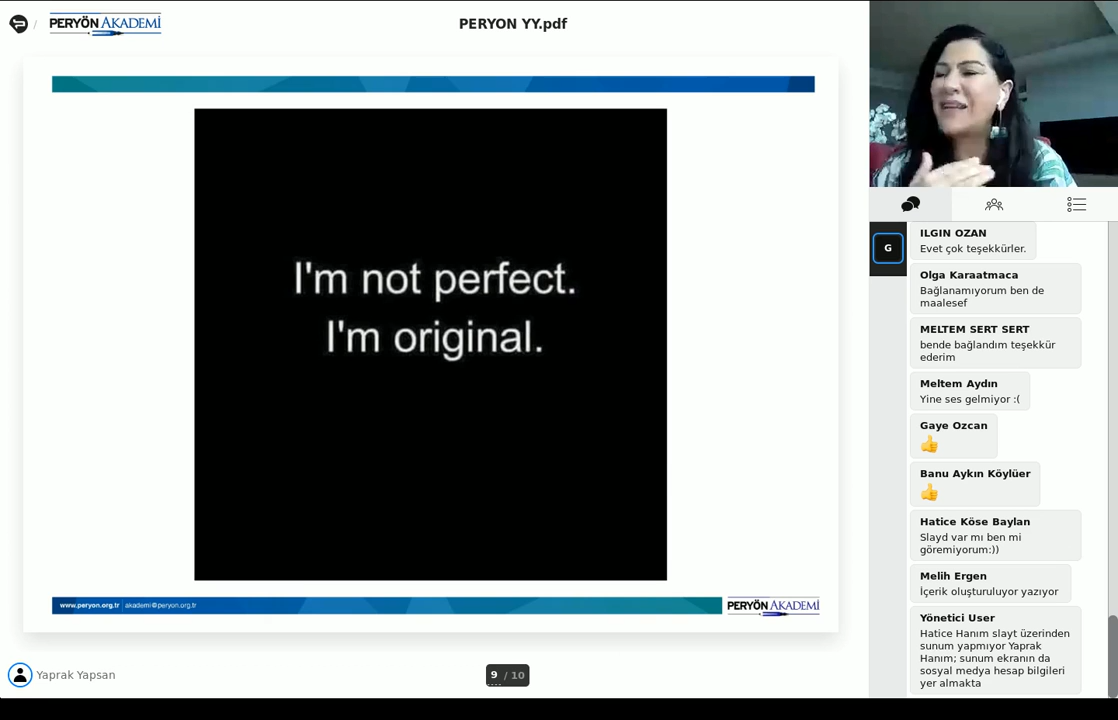 PERYÖN AKADEMİ
PERYON YY.pdf
I'm not perfect.
I'm original.
www.peryon.org.tr | akademi@peryon.org.tr
PERYÖN AKADEMİ
Yaprak Yapsan
9 / 10
G
ILGIN OZAN
Evet çok teşekkürler.
Olga Karaatmaca
Bağlanamıyorum ben de
maalesef
MELTEM SERT SERT
bende bağlandım teşekkür
ederim
Meltem Aydın
Yine ses gelmiyor :(
Gaye Ozcan
👍
Banu Aykın Köylüer
👍
Hatice Köse Baylan
Slayd var mı ben mi
göremiyorum:))
Melih Ergen
İçerik oluşturuluyor yazıyor
Yönetici User
Hatice Hanım slayt üzerinden
sunum yapmıyor Yaprak
Hanım; sunum ekranın da
sosyal medya hesap bilgileri
yer almakta